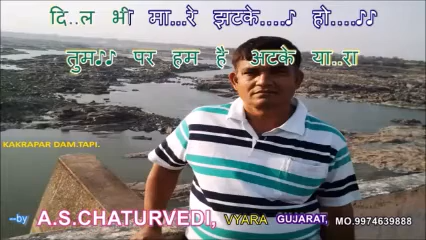 दि..ल भी मा...रे झटके....♪ हो....♪♪
तुम♪♪ पर हम है अटके या..रा
KAKRAPAR DAM.TAPI.
--by A.S.CHATURVEDI, VYARA GUJARAT, MO.9974639888